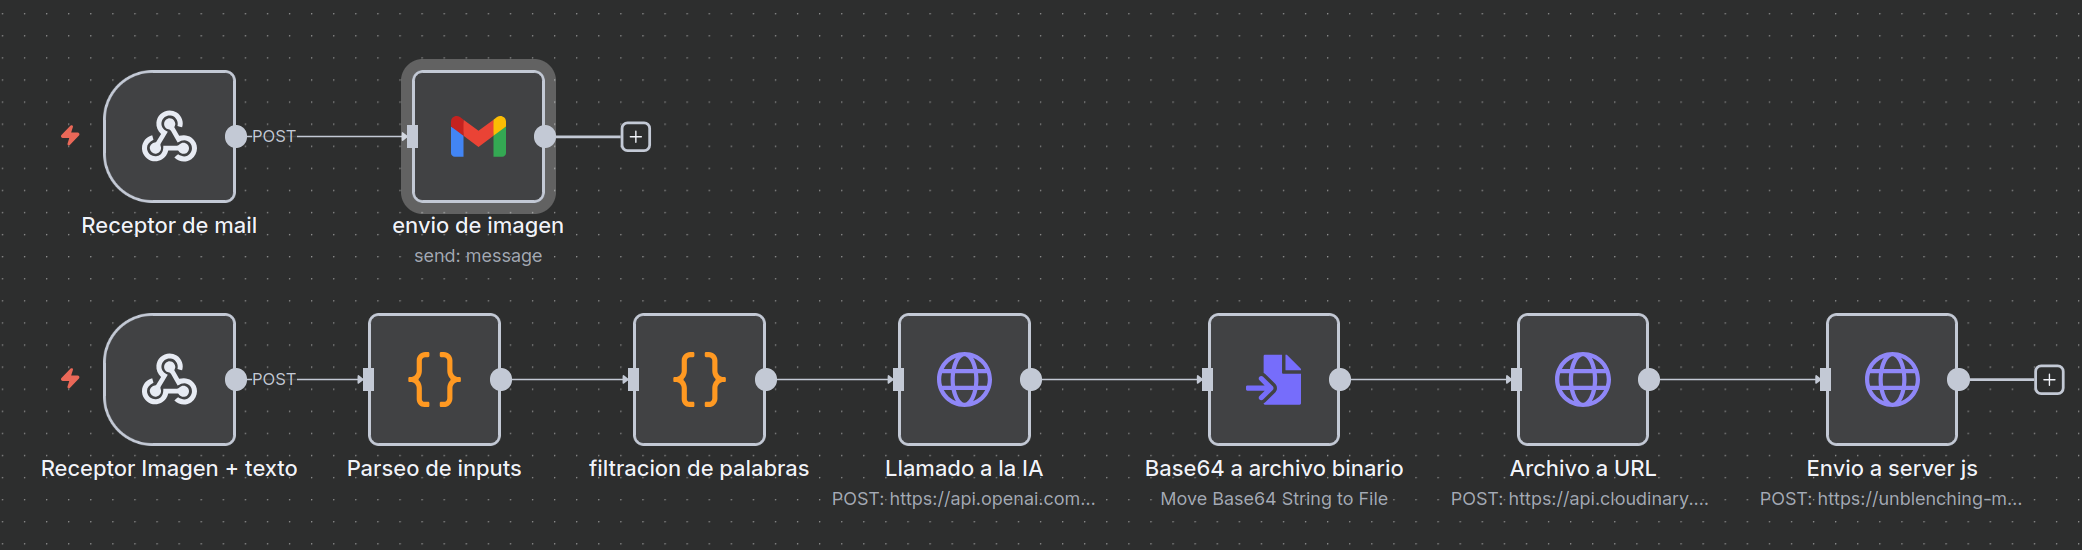 POST
Receptor de mail
envio de imagen
send: message
POST
Receptor Imagen + texto
Parseo de inputs
filtracion de palabras
Llamado a la IA
POST: https://api.openai.com...
Base64 a archivo binario
Move Base64 String to File
Archivo a URL
POST: https://api.cloudinary....
Envio a server js
POST: https://unblenching-m...